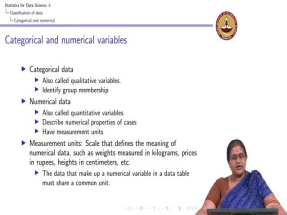 Statistics for Data Science -1
Classification of data
Categorical and numerical
Categorical and numerical variables
Categorical data
Also called qualitative variables.
Identify group membership
Numerical data
Also called quantitative variables.
Describe numerical properties of cases
Have measurement units
Measurement units: Scale that defines the meaning of
numerical data, such as weights measured in kilograms, prices
in rupees, heights in centimeters, etc.
The data that make up a numerical variable in a data table
must share a common unit.